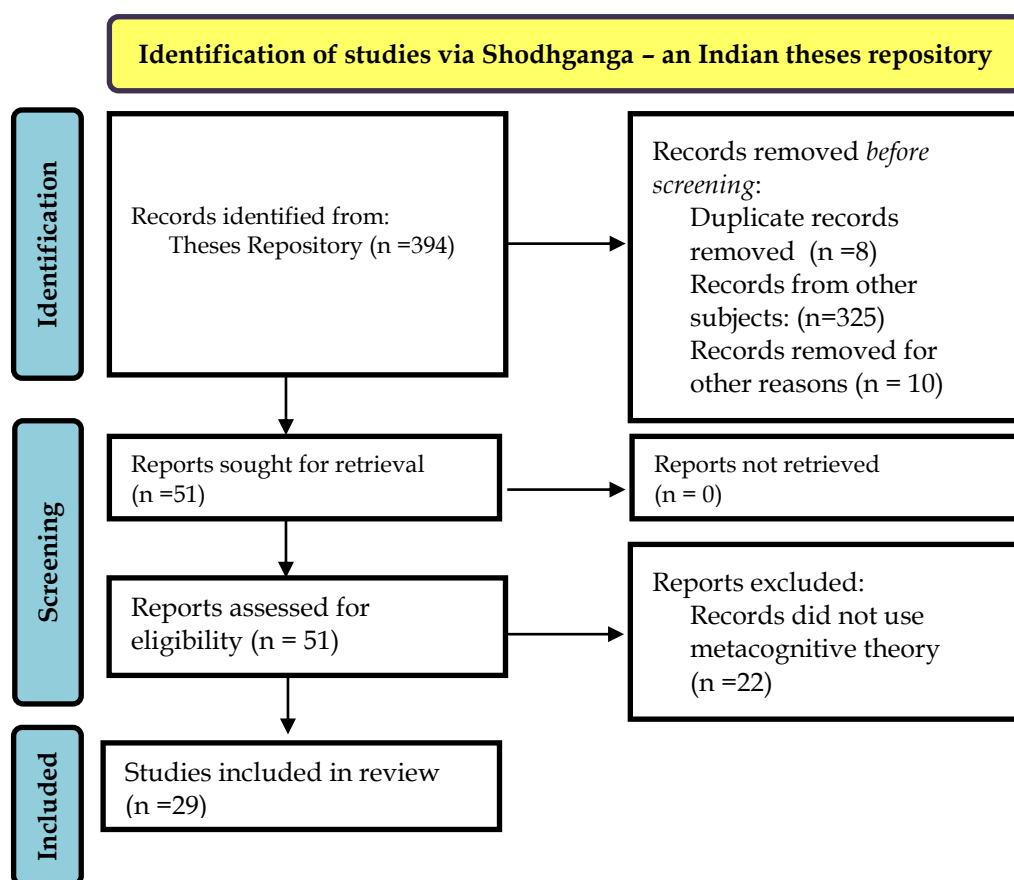 Identification of studies via Shodhganga – an Indian theses repository
Identification
Records identified from:
Theses Repository (n =394)
Records removed before
screening:
Duplicate records
removed (n =8)
Records from other
subjects: (n=325)
Records removed for
other reasons (n = 10)
Screening
Reports sought for retrieval
(n =51)
Reports not retrieved
(n = 0)
Reports assessed for
eligibility (n = 51)
Reports excluded:
Records did not use
metacognitive theory
(n =22)
Included
Studies included in review
(n =29)